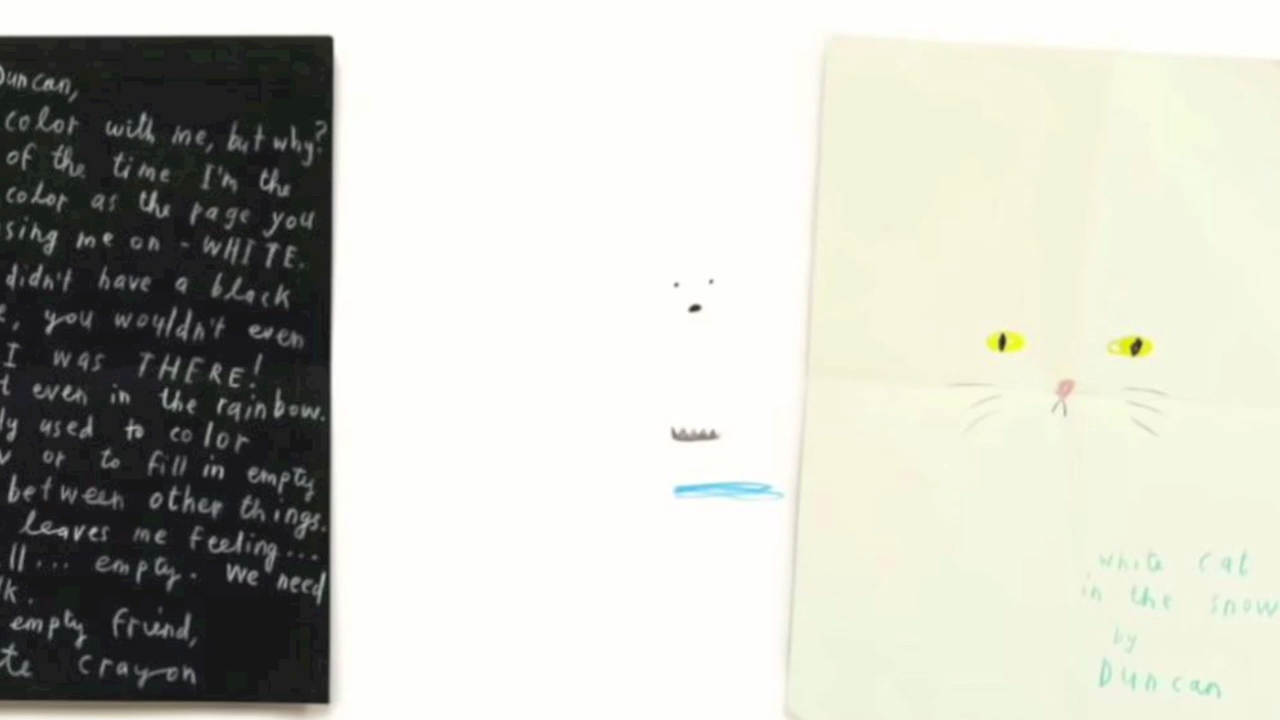 Duncan,
color with me, but why?
of the time I'm the
color as the page you
sing me on - WHITE.
didn't have a black
e, you wouldn't even
I was THERE!
t even in the rainbow.
ly used to color
w or to fill in empty
between other things.
leaves me feeling...
ll... empty. We need
lk.
empty friend,
te crayon
white cat
in the snow
by
Duncan